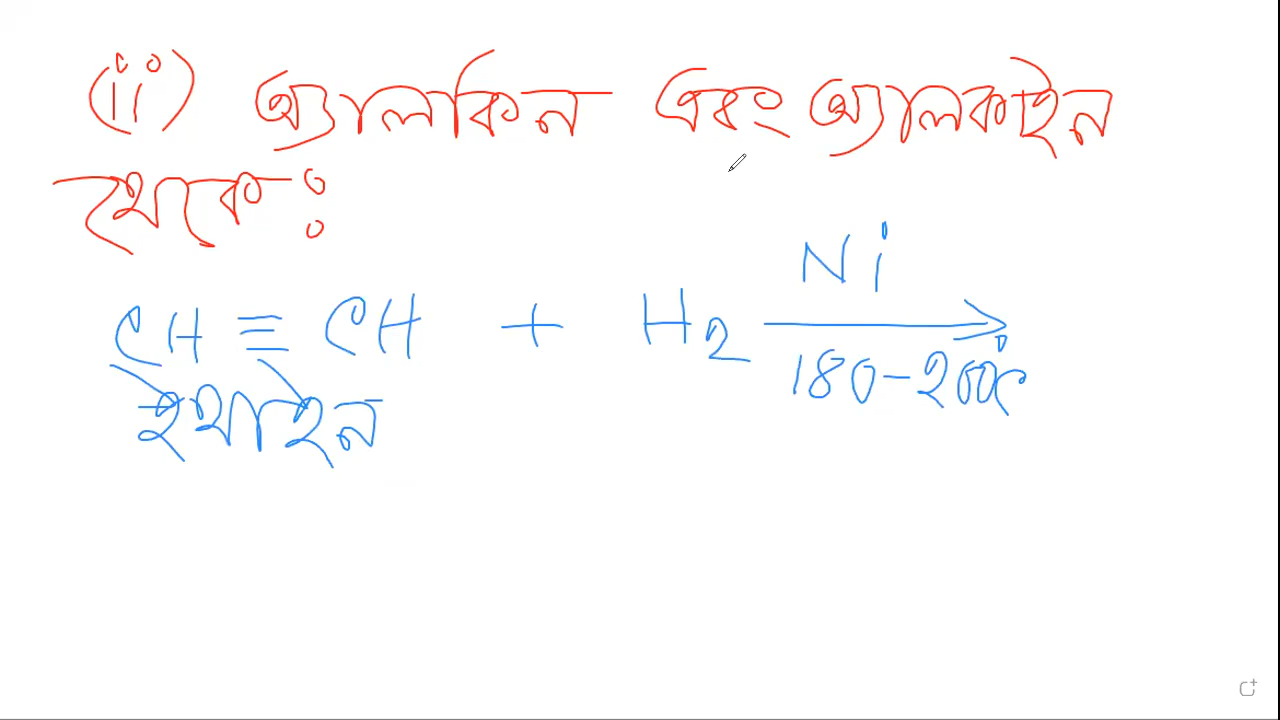 (ii) অ্যালকিন এবং অ্যালকাইন
থেকে:
CH ≡ CH + H₂ Ni 180-200°C →
ইথাইন